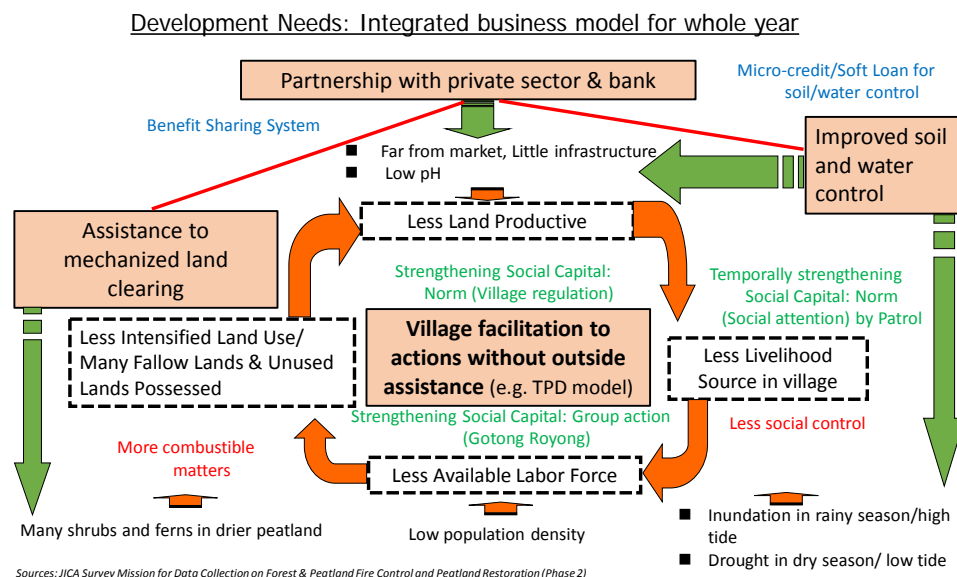 Development Needs: Integrated business model for whole year
Partnership with private sector & bank
Micro-credit/Soft Loan for
soil/water control
Benefit Sharing System
Improved soil
and water
control
■ Far from market, Little infrastructure
■ Low pH
Less Land Productive
Assistance to
mechanized land
clearing
Strengthening Social Capital:
Norm (Village regulation)
Temporally strengthening
Social Capital: Norm
(Social attention) by Patrol
Less Intensified Land Use/
Many Fallow Lands & Unused
Lands Possessed
Village facilitation to
actions without outside
assistance (e.g. TPD model)
Less Livelihood
Source in village
Strengthening Social Capital: Group action
(Gotong Royong)
Less social control
More combustible
matters
Less Available Labor Force
Many shrubs and ferns in drier peatland
Low population density
■ Inundation in rainy season/high
tide
■ Drought in dry season/ low tide
Sources: JICA Survey Mission for Data Collection on Forest & Peatland Fire Control and Peatland Restoration (Phase 2)